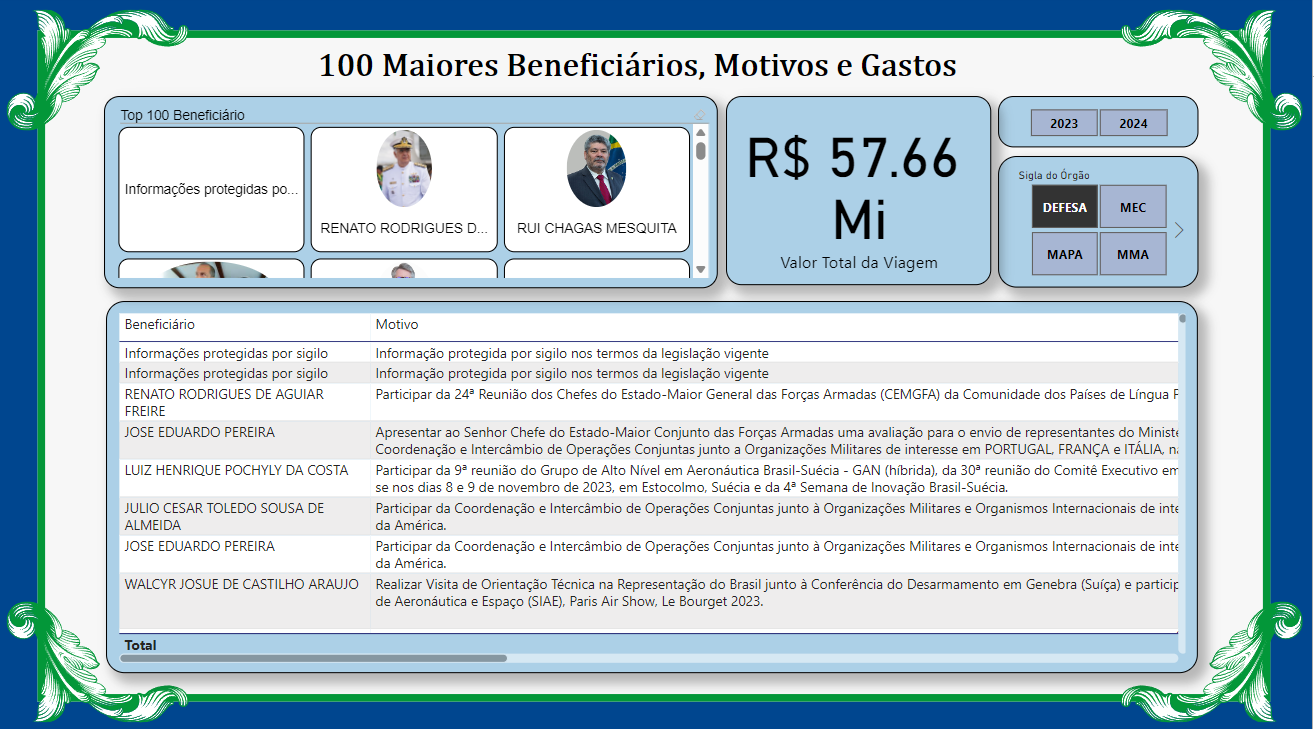 100 Maiores Beneficiários, Motivos e Gastos
Top 100 Beneficiário
Informações protegidas po...
RENATO RODRIGUES D...
RUI CHAGAS MESQUITA
R$ 57.66
Mi
Valor Total da Viagem
2023 2024
Sigla do Órgão
DEFESA MEC
MAPA MMA
Beneficiário Motivo
Informações protegidas por sigilo Informação protegida por sigilo nos termos da legislação vigente
Informações protegidas por sigilo Informação protegida por sigilo nos termos da legislação vigente
RENATO RODRIGUES DE AGUIAR Participar da 24ª Reunião dos Chefes do Estado-Maior General das Forças Armadas (CEMGFA) da Comunidade dos Países de Língua
FREIRE
JOSE EDUARDO PEREIRA Apresentar ao Senhor Chefe do Estado-Maior Conjunto das Forças Armadas uma avaliação para o envio de representantes do Ministe
Coordenação e Intercâmbio de Operações Conjuntas junto a Organizações Militares de interesse em PORTUGAL, FRANÇA e ITÁLIA,
LUIZ HENRIQUE POCHYLY DA COSTA Participar da 9ª reunião do Grupo de Alto Nível em Aeronáutica Brasil-Suécia - GAN (híbrida), da 30ª reunião do Comitê Executivo em
se nos dias 8 e 9 de novembro de 2023, em Estocolmo, Suécia e da 4ª Semana de Inovação Brasil-Suécia.
JULIO CESAR TOLEDO SOUSA DE Participar da Coordenação e Intercâmbio de Operações Conjuntas junto à Organizações Militares e Organismos Internacionais de inte
ALMEIDA da América.
JOSE EDUARDO PEREIRA Participar da Coordenação e Intercâmbio de Operações Conjuntas junto à Organizações Militares e Organismos Internacionais de inte
da América.
WALCYR JOSUE DE CASTILHO ARAUJO Realizar Visita de Orientação Técnica na Representação do Brasil junto à Conferência do Desarmamento em Genebra (Suíça) e particip
de Aeronáutica e Espaço (SIAE), Paris Air Show, Le Bourget 2023.
Total